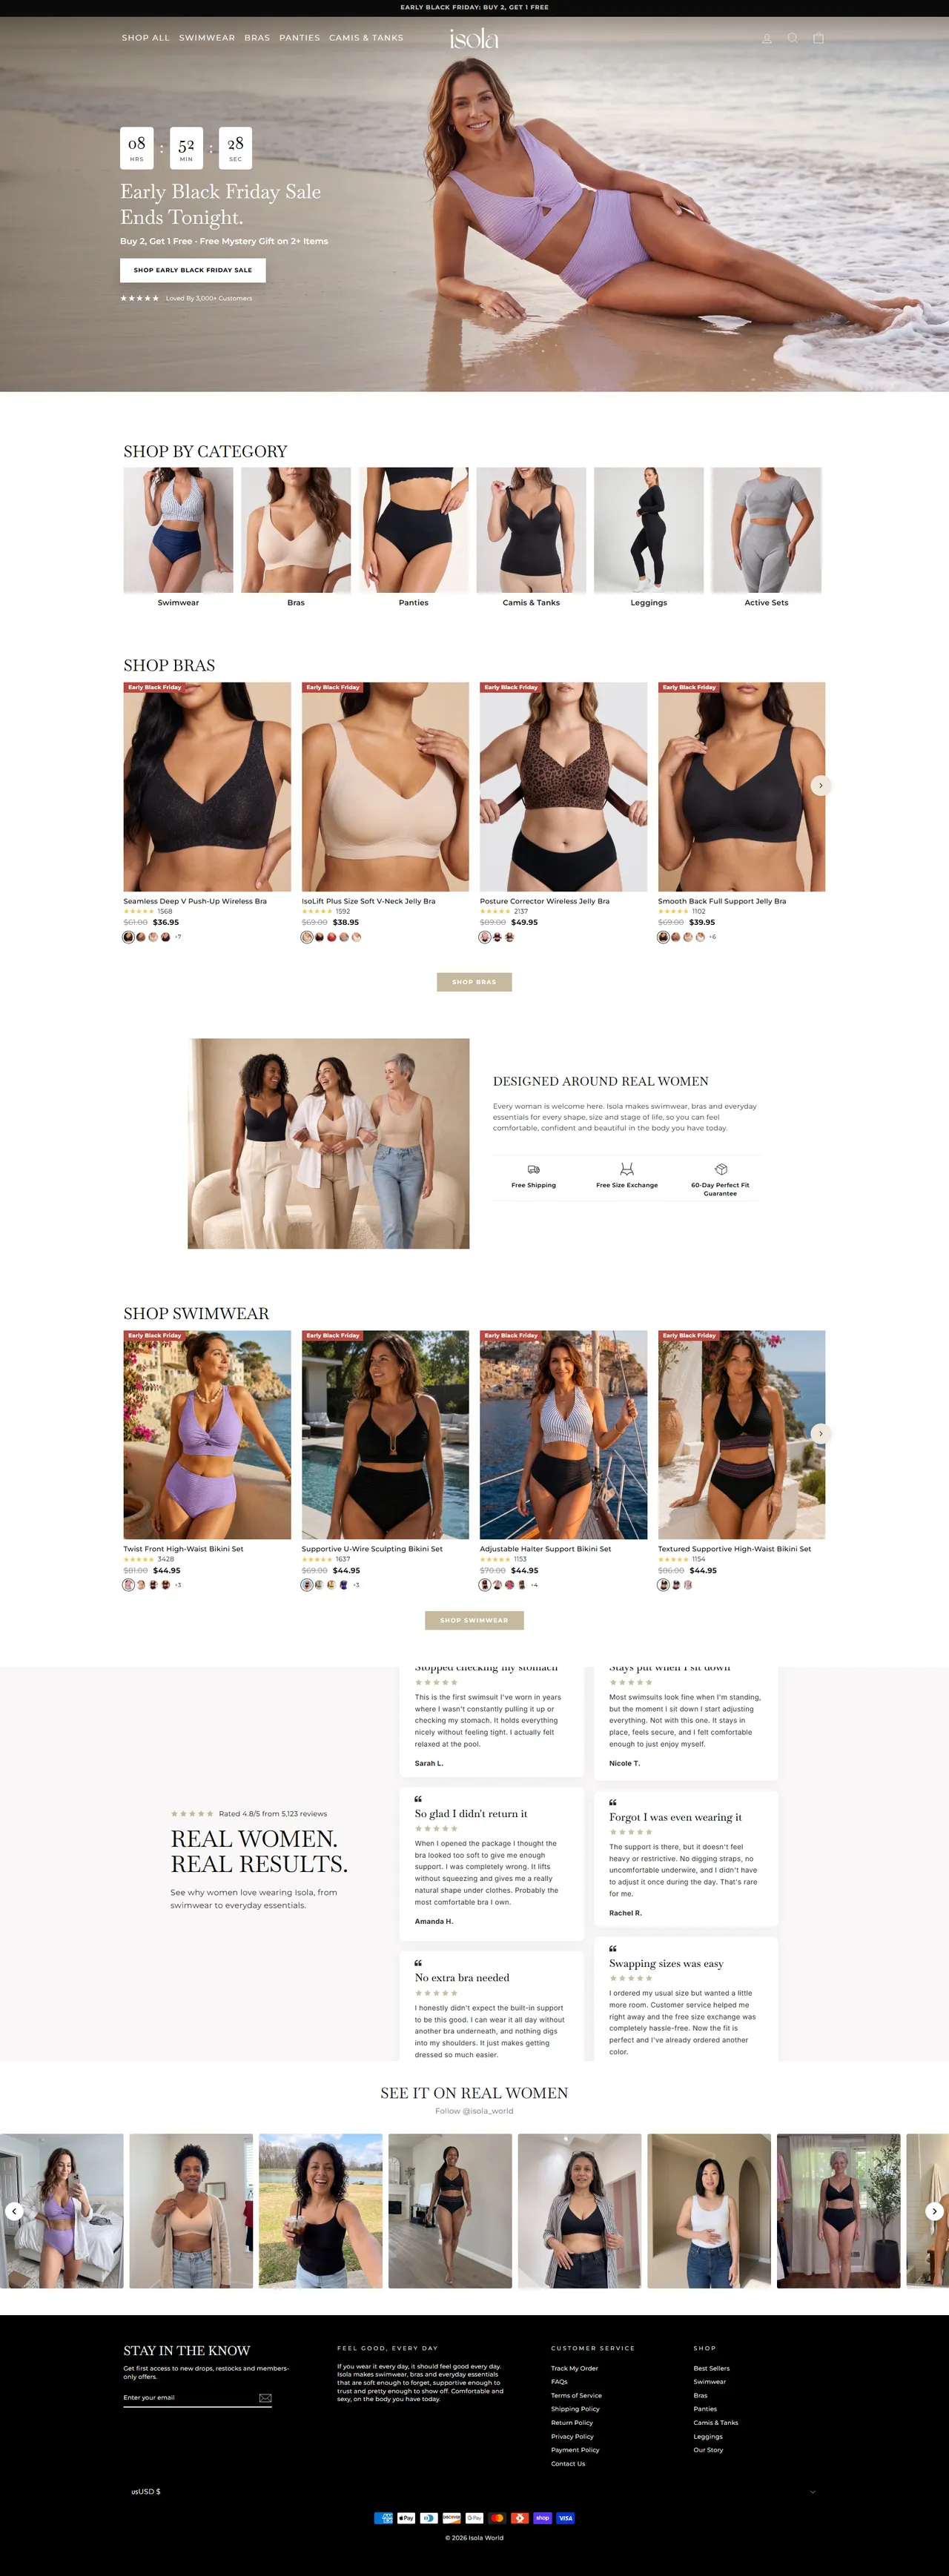 EARLY BLACK FRIDAY: BUY 2, GET 1 FREE
SHOP ALL SWIMWEAR BRAS PANTIES CAMIS & TANKS
isola
08 : 52 : 28
HRS MIN SEC
Early Black Friday Sale
Ends Tonight.
Buy 2, Get 1 Free - Free Mystery Gift on 2+ Items
SHOP EARLY BLACK FRIDAY SALE
★★★★★ Loved By 3,000+ Customers
SHOP BY CATEGORY
Swimwear
Bras
Panties
Camis & Tanks
Leggings
Active Sets
SHOP BRAS
Early Black Friday
Seamless Deep V Push-Up Wireless Bra
★★★★★ 1568
$61.00 $36.95
+7
Early Black Friday
IsoLift Plus Size Soft V-Neck Jelly Bra
★★★★★ 1592
$69.00 $38.95
Early Black Friday
Posture Corrector Wireless Jelly Bra
★★★★★ 2137
$89.00 $49.95
Early Black Friday
Smooth Back Full Support Jelly Bra
★★★★★ 1102
$69.00 $39.95
+6
SHOP BRAS
DESIGNED AROUND REAL WOMEN
Every woman is welcome here. Isola makes swimwear, bras and everyday
essentials for every shape, size and stage of life, so you can feel
comfortable, confident and beautiful in the body you have today.
Free Shipping
Free Size Exchange
60-Day Perfect Fit
Guarantee
SHOP SWIMWEAR
Early Black Friday
Twist Front High-Waist Bikini Set
★★★★★ 3428
$81.00 $44.95
+3
Early Black Friday
Supportive U-Wire Sculpting Bikini Set
★★★★★ 1637
$69.00 $44.95
+3
Early Black Friday
Adjustable Halter Support Bikini Set
★★★★★ 1153
$70.00 $44.95
+4
Early Black Friday
Textured Supportive High-Waist Bikini Set
★★★★★ 1154
$86.00 $44.95
SHOP SWIMWEAR
★★★★★ Rated 4.8/5 from 5,123 reviews
REAL WOMEN.
REAL RESULTS.
See why women love wearing Isola, from
swimwear to everyday essentials.
Stopped checking my stomach
★★★★★
This is the first swimsuit I've worn in years
where I wasn't constantly pulling it up or
checking my stomach. It holds everything
nicely without feeling tight. I actually felt
relaxed at the pool.
Sarah L.
“
So glad I didn't return it
★★★★★
When I opened the package I thought the
bra looked too soft to give me enough
support. I was completely wrong. It lifts
without squeezing and gives me a really
natural shape under clothes. Probably the
most comfortable bra I own.
Amanda H.
“
No extra bra needed
★★★★★
I honestly didn't expect the built-in support
to be this good. I can wear it all day without
another bra underneath, and nothing digs
into my shoulders. It just makes getting
dressed so much easier.
Stays put when I sit down
★★★★★
Most swimsuits look fine when I'm standing,
but the moment I sit down I start adjusting
everything. Not with this one. It stays in
place, feels secure, and I felt comfortable
enough to just enjoy myself.
Nicole T.
“
Forgot I was even wearing it
★★★★★
The support is there, but it doesn't feel
heavy or restrictive. No digging straps, no
uncomfortable underwire, and I didn't have
to adjust it once during the day. That's rare
for me.
Rachel R.
“
Swapping sizes was easy
★★★★★
I ordered my usual size but wanted a little
more room. Customer service helped me
right away and the free size exchange was
completely hassle-free. Now the fit is
perfect and I've already ordered another
color.
SEE IT ON REAL WOMEN
Follow @isola_world
STAY IN THE KNOW
Get first access to new drops, restocks and members-
only offers.
Enter your email
FEEL GOOD, EVERY DAY
If you wear it every day, it should feel good every day.
Isola makes swimwear, bras and everyday essentials
that are soft enough to forget, supportive enough to
trust and pretty enough to show off. Comfortable and
sexy, on the body you have today.
CUSTOMER SERVICE
Track My Order
FAQs
Terms of Service
Shipping Policy
Return Policy
Privacy Policy
Payment Policy
Contact Us
SHOP
Best Sellers
Swimwear
Bras
Panties
Camis & Tanks
Leggings
Our Story
us USD $
AMEX Pay DISCOVER G Pay shop VISA
© 2026 Isola World